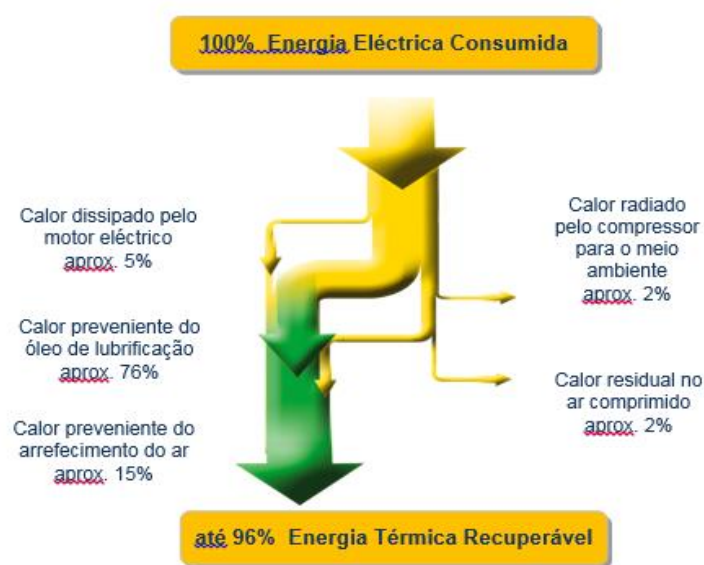 100% Energia Eléctrica Consumida
Calor dissipado pelo
motor eléctrico
aprox. 5%
Calor radiado
pelo compressor
para o meio
ambiente
aprox. 2%
Calor preveniente do
óleo de lubrificação
aprox. 76%
Calor residual no
ar comprimido
aprox. 2%
Calor preveniente do
arrefecimento do ar
aprox. 15%
até 96% Energia Térmica Recuperável